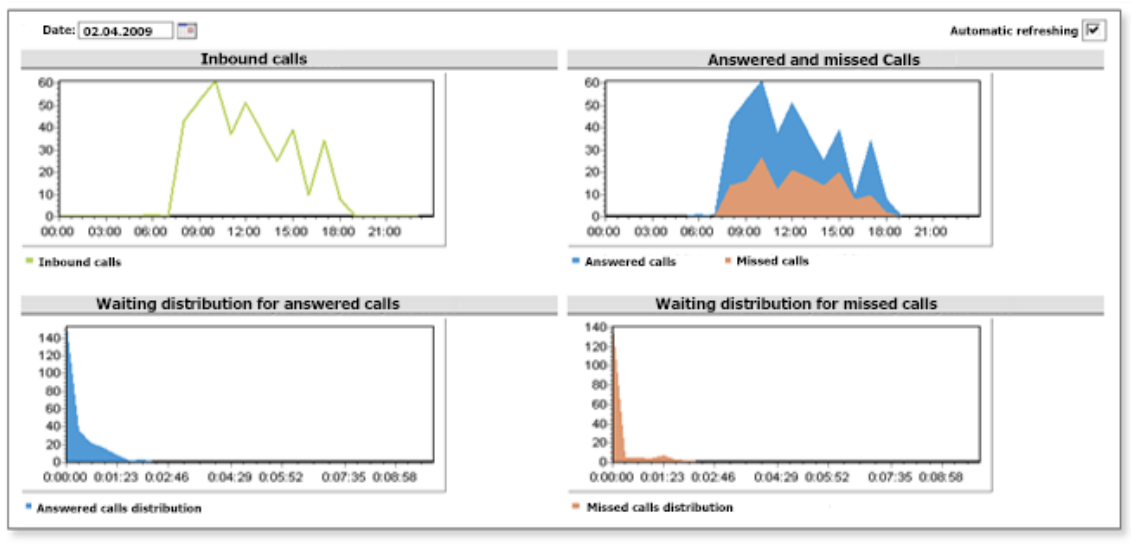 Date: 02.04.2009
Automatic refreshing
Inbound calls
60
50
40
30
20
10
0
00:00 03:00 06:00 09:00 12:00 15:00 18:00 21:00
Inbound calls
Answered and missed Calls
60
50
40
30
20
10
0
00:00 03:00 06:00 09:00 12:00 15:00 18:00 21:00
Answered calls Missed calls
Waiting distribution for answered calls
140
120
100
80
60
40
20
0
0:00:00 0:01:23 0:02:46 0:04:29 0:05:52 0:07:35 0:08:58
Answered calls distribution
Waiting distribution for missed calls
140
120
100
80
60
40
20
0
0:00:00 0:01:23 0:02:46 0:04:29 0:05:52 0:07:35 0:08:58
Missed calls distribution